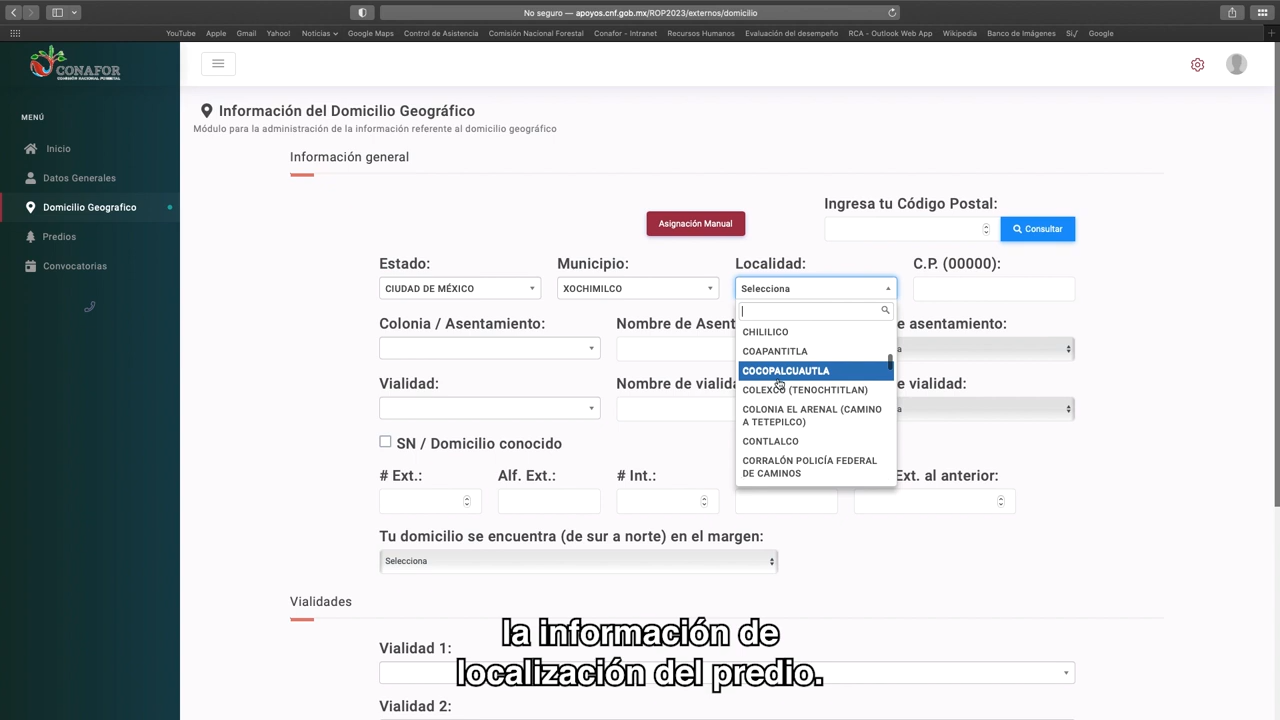 No seguro — apoyos.cnf.gob.mx/ROP2023/externos/domicilio
YouTube Apple Gmail Yahoo! Noticias Google Maps Control de Asistencia Comisión Nacional Forestal Conafor - Intranet Recursos Humanos Evaluación del desempeño RCA - Outlook Web App Wikipedia Banco de Imágenes Si,/ Google
CONAFOR
COMISIÓN NACIONAL FORESTAL
MENÚ
Inicio
Datos Generales
Domicilio Geografico
Predios
Convocatorias
Información del Domicilio Geográfico
Módulo para la administración de la información referente al domicilio geográfico
Información general
Ingresa tu Código Postal:
Asignación Manual
Consultar
Estado: Municipio: Localidad: C.P. (00000):
CIUDAD DE MÉXICO XOCHIMILCO Selecciona
CHILILICO
COAPANTITLA
COCOPALCUAUTLA
COLEXCO (TENOCHTITLAN)
COLONIA EL ARENAL (CAMINO
A TETEPILCO)
CONTLALCO
CORRALÓN POLICÍA FEDERAL
DE CAMINOS
Colonia / Asentamiento: Nombre de Asent e asentamiento:
a
Vialidad: Nombre de vialida de vialidad:
a
SN / Domicilio conocido
# Ext.: Alf. Ext.: # Int.: Ext. al anterior:
Tu domicilio se encuentra (de sur a norte) en el margen:
Selecciona
Vialidades
Vialidad 1:
Vialidad 2:
la información de
localización del predio.